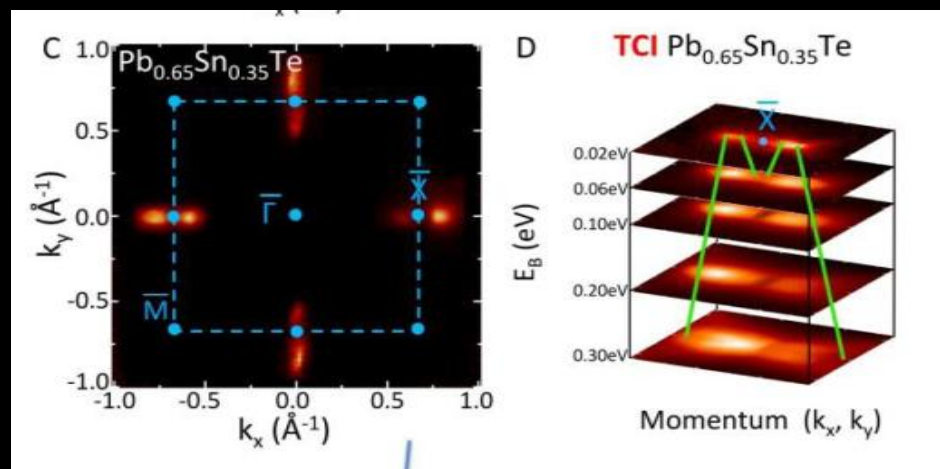 C
Pb0.65Sn0.35Te
1.0
0.5
0.0
-0.5
-1.0
ky (Å-1)
Γ
X
M
-1.0 -0.5 0.0 0.5 1.0
kx (Å-1)
D
TCI Pb0.65Sn0.35Te
X
0.02eV
0.06eV
0.10eV
0.20eV
0.30eV
EB (eV)
Momentum (kx, ky)